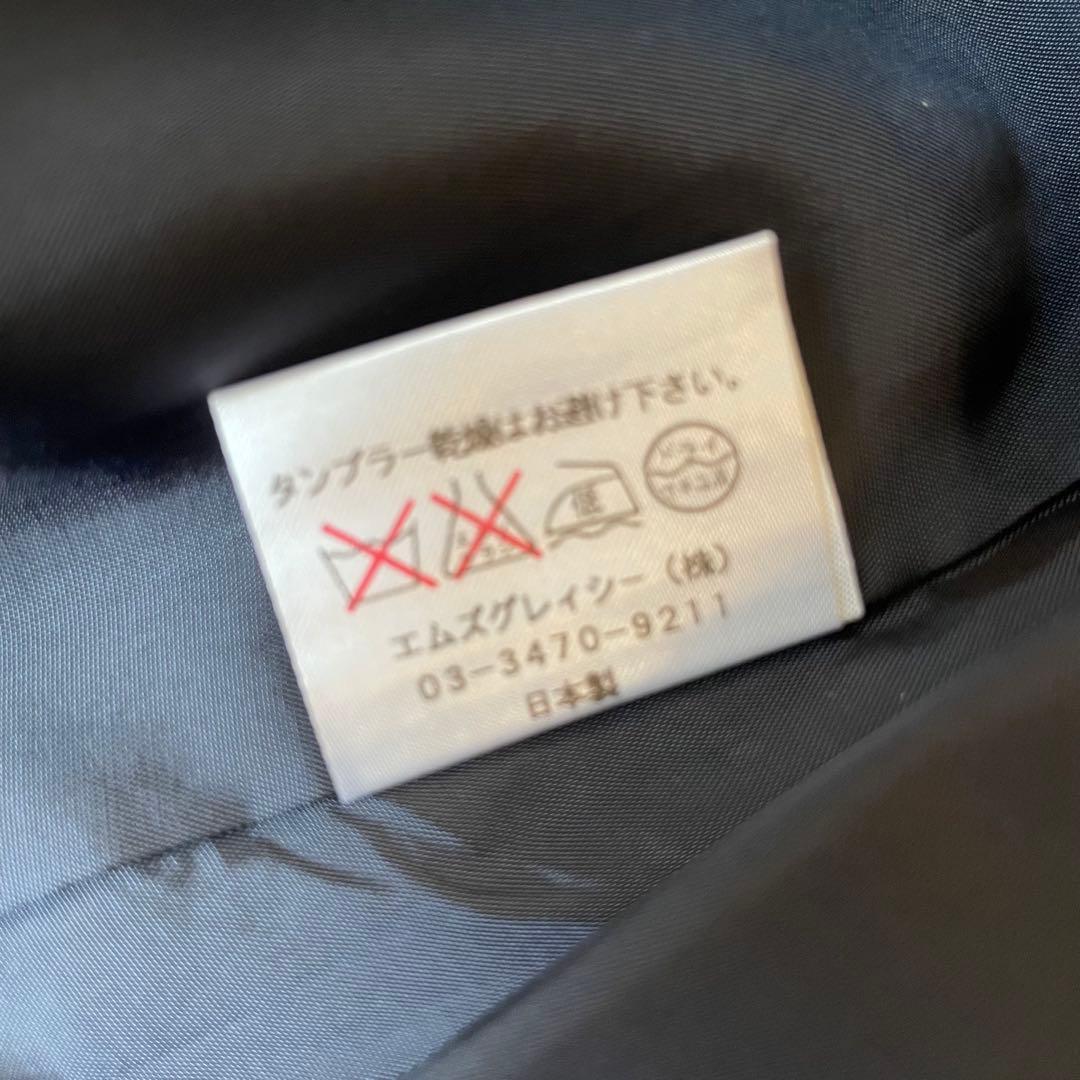 タンブラー乾燥はお避け下さい。
低
エムズグレイシー(株)
03-3470-9211
日本製